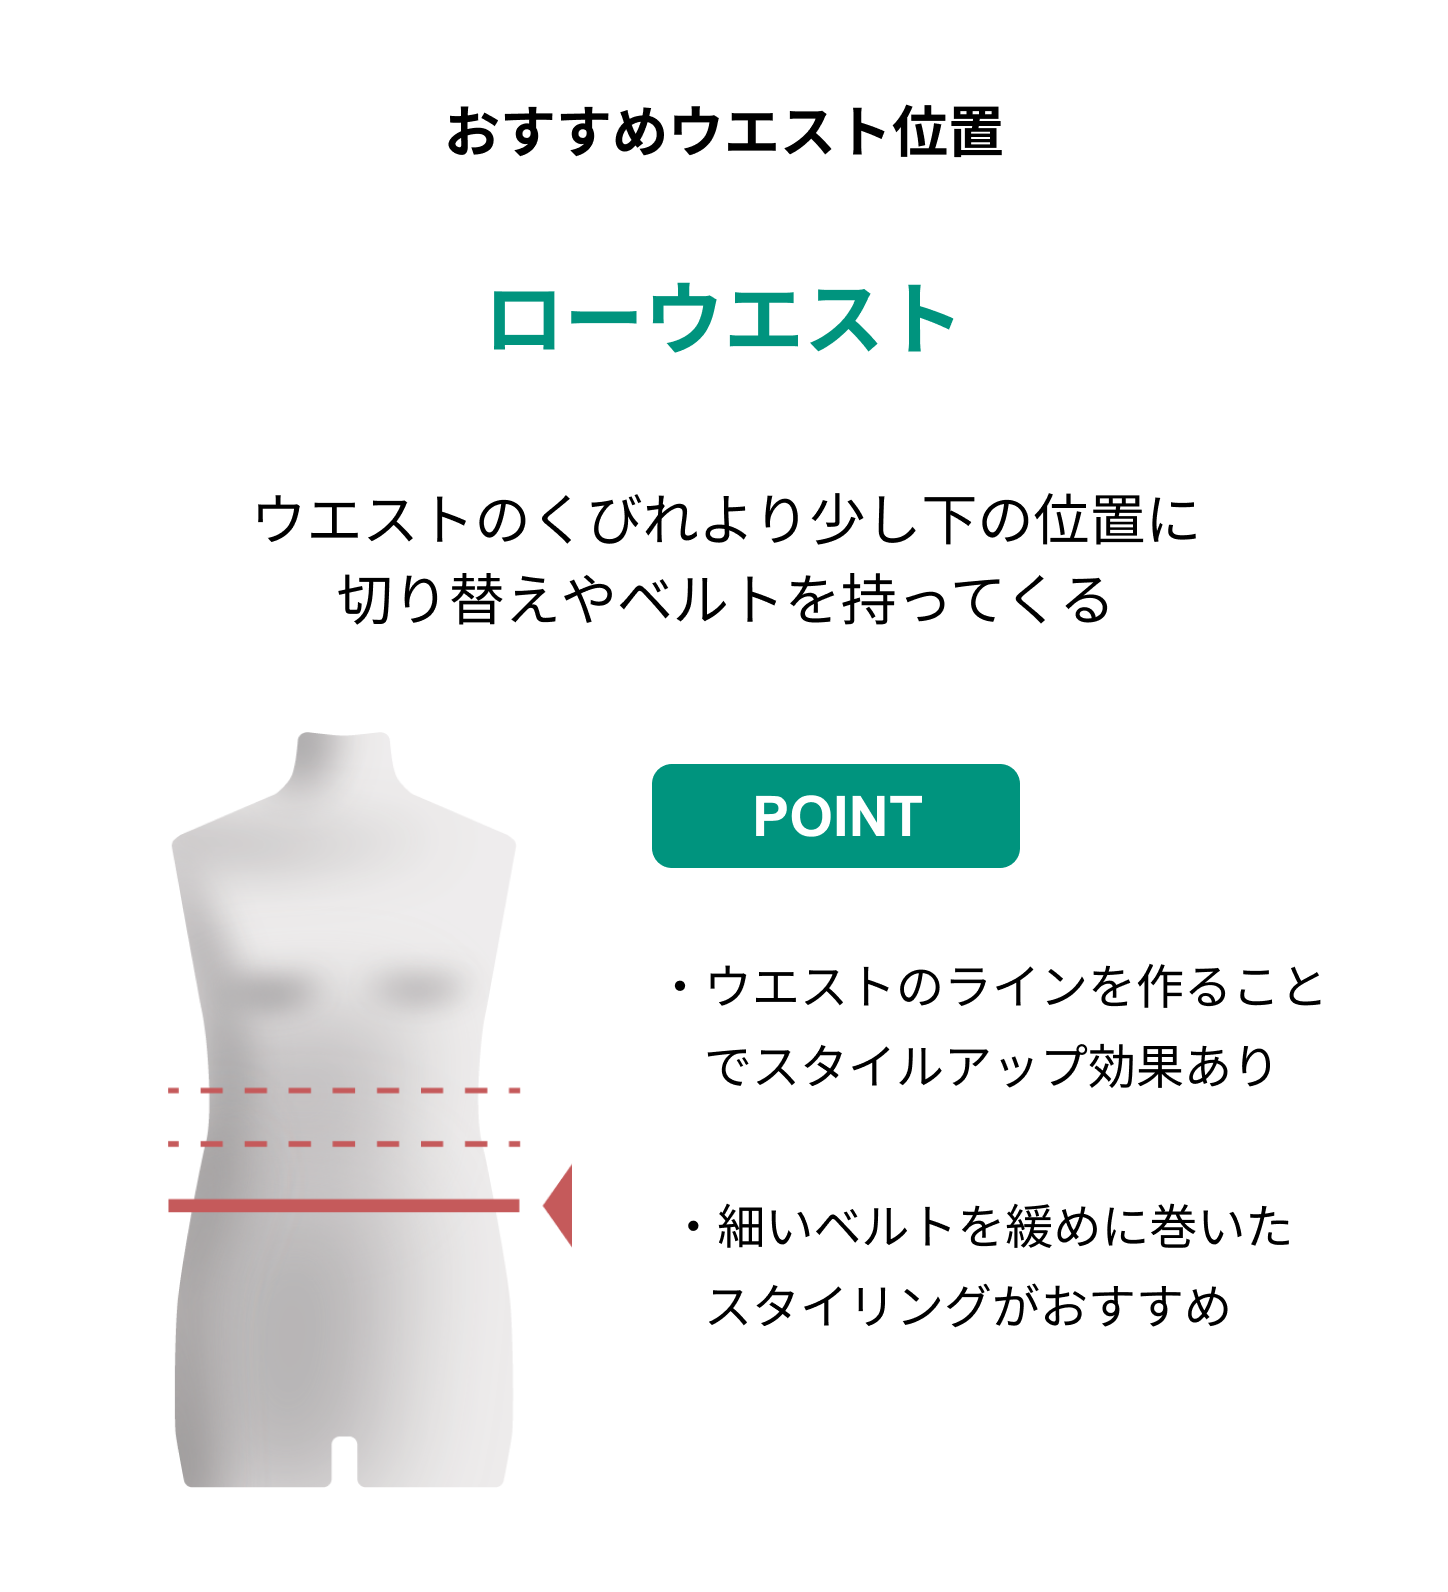 おすすめウエスト位置
ローウエスト
ウエストのくびれより少し下の位置に
切り替えやベルトを持ってくる
POINT
・ウエストのラインを作ること
でスタイルアップ効果あり
・細いベルトを緩めに巻いた
スタイリングがおすすめ